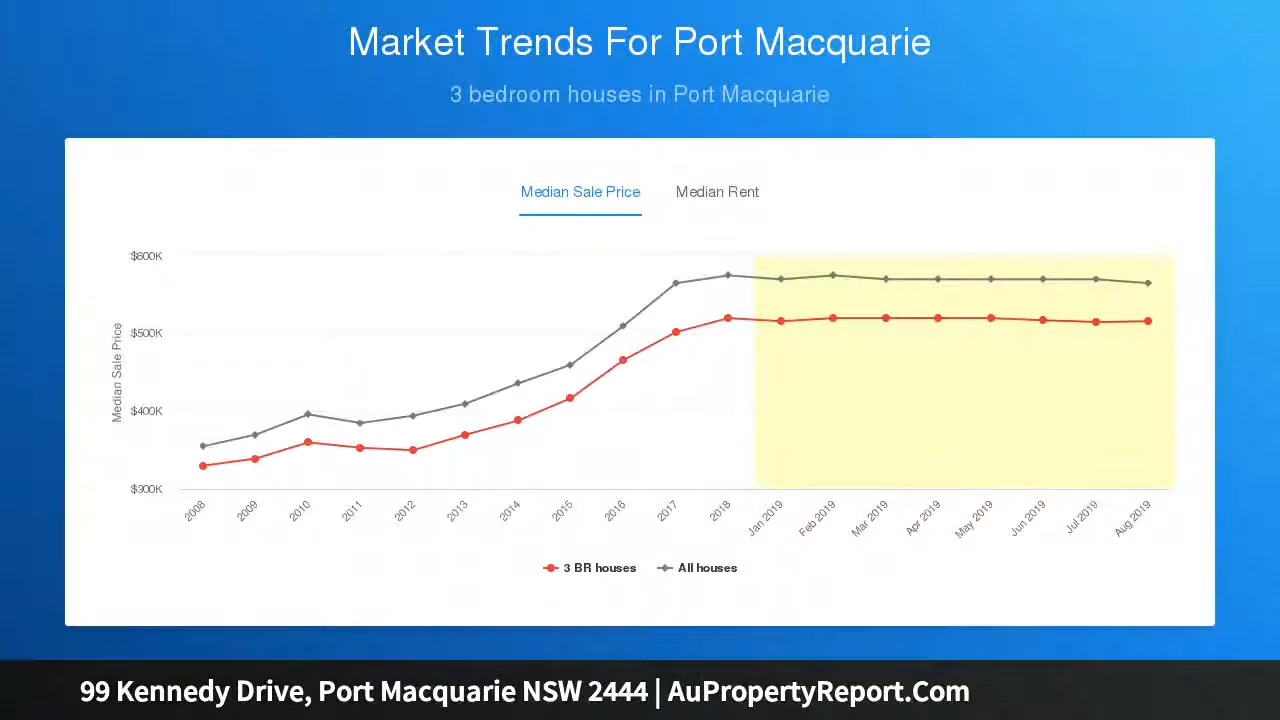 Market Trends For Port Macquarie
3 bedroom houses in Port Macquarie
Median Sale Price Median Rent
Median Sale Price
$600K
$500K
$400K
$300K
2008 2009 2010 2011 2012 2013 2014 2015 2016 2017 2018 Jan 2019 Feb 2019 Mar 2019 Apr 2019 May 2019 Jun 2019 Jul 2019 Aug 2019
3 BR houses All houses
99 Kennedy Drive, Port Macquarie NSW 2444 | AuPropertyReport.Com